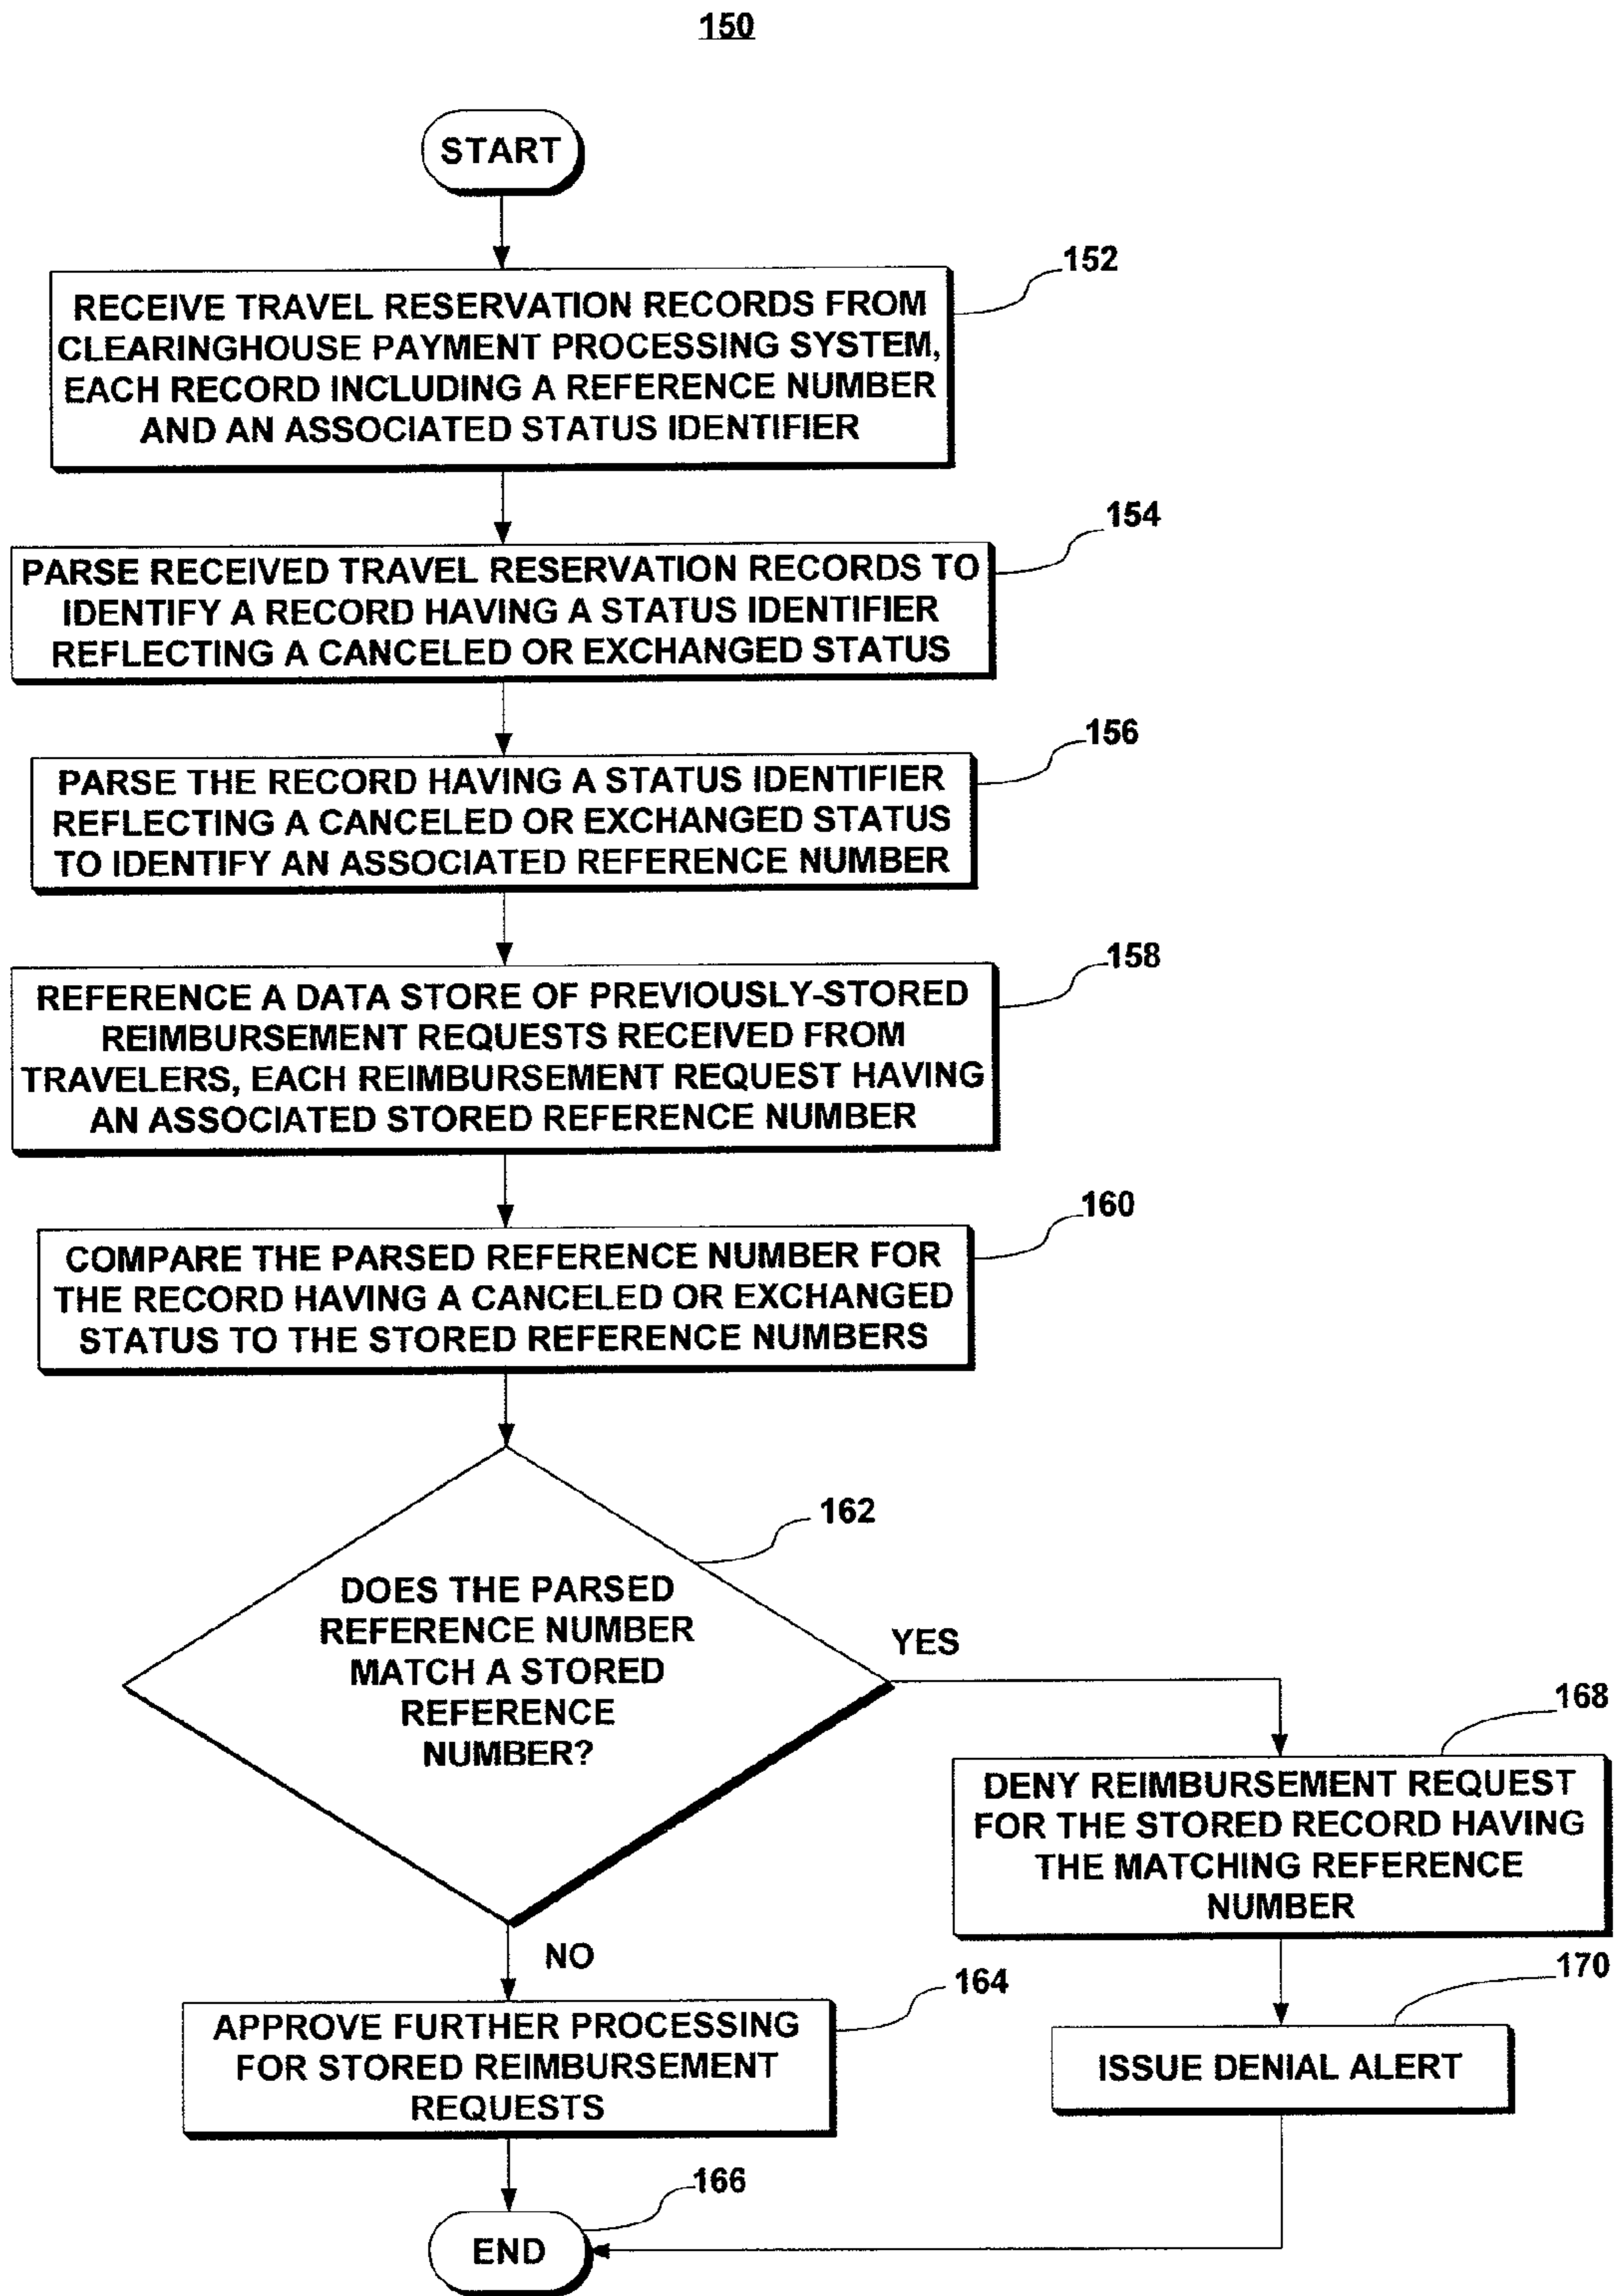 150
START
152
RECEIVE TRAVEL RESERVATION RECORDS FROM
CLEARINGHOUSE PAYMENT PROCESSING SYSTEM,
EACH RECORD INCLUDING A REFERENCE NUMBER
AND AN ASSOCIATED STATUS IDENTIFIER
154
PARSE RECEIVED TRAVEL RESERVATION RECORDS TO
IDENTIFY A RECORD HAVING A STATUS IDENTIFIER
REFLECTING A CANCELED OR EXCHANGED STATUS
156
PARSE THE RECORD HAVING A STATUS IDENTIFIER
REFLECTING A CANCELED OR EXCHANGED STATUS
TO IDENTIFY AN ASSOCIATED REFERENCE NUMBER
158
REFERENCE A DATA STORE OF PREVIOUSLY-STORED
REIMBURSEMENT REQUESTS RECEIVED FROM
TRAVELERS, EACH REIMBURSEMENT REQUEST HAVING
AN ASSOCIATED STORED REFERENCE NUMBER
160
COMPARE THE PARSED REFERENCE NUMBER FOR
THE RECORD HAVING A CANCELED OR EXCHANGED
STATUS TO THE STORED REFERENCE NUMBERS
162
DOES THE PARSED
REFERENCE NUMBER
MATCH A STORED
REFERENCE
NUMBER?
YES
168
DENY REIMBURSEMENT REQUEST
FOR THE STORED RECORD HAVING
THE MATCHING REFERENCE
NUMBER
NO
164
APPROVE FURTHER PROCESSING
FOR STORED REIMBURSEMENT
REQUESTS
170
ISSUE DENIAL ALERT
166
END